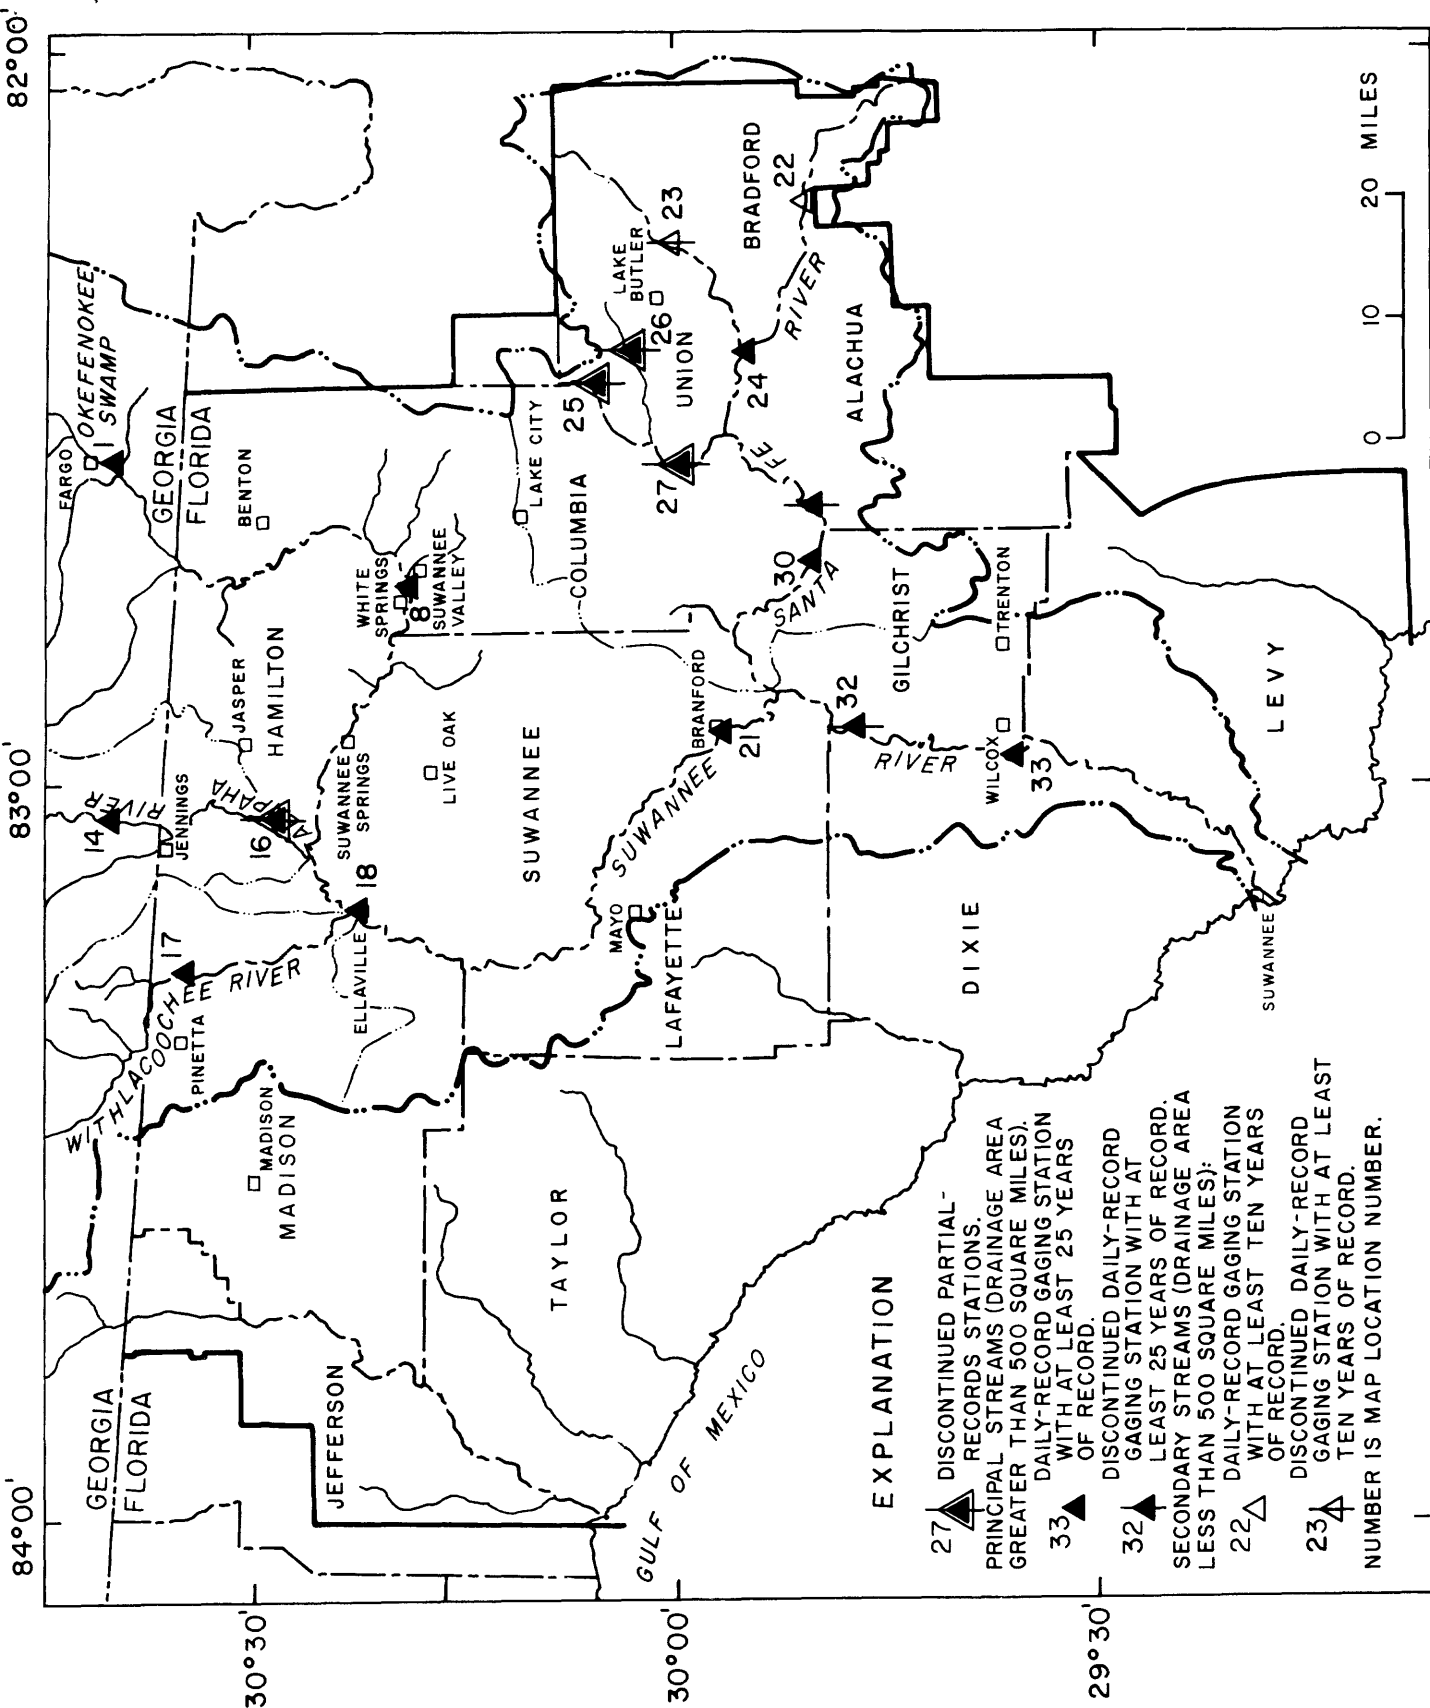 84°00'
83°00'
82°00'
30°30'
30°00'
29°30'
GEORGIA
FLORIDA
WITHLACOOCHEE RIVER
PINETTA
17
14
RIVER
JENNINGS
16
ALAPAHA
JASPER
HAMILTON
FARGO
1
OKEFENOKEE
SWAMP
GEORGIA
FLORIDA
BENTON
MADISON
MADISON
JEFFERSON
ELLAVILLE
18
SUWANNEE
SPRINGS
LIVE OAK
WHITE
SPRINGS
8
SUWANNEE
VALLEY
LAKE CITY
COLUMBIA
25
26
LAKE
BUTLER
23
UNION
27
24
BRADFORD
22
RIVER
ALACHUA
FE
SANTA
30
TAYLOR
SUWANNEE
MAYO
LAFAYETTE
SUWANNEE
BRANFORD
21
32
GILCHRIST
RIVER
WILCOX
33
TRENTON
DIXIE
LEVY
SUWANNEE
GULF OF MEXICO
EXPLANATION
27 DISCONTINUED PARTIAL-
RECORDS STATIONS.
PRINCIPAL STREAMS (DRAINAGE AREA
GREATER THAN 500 SQUARE MILES).
33 DAILY-RECORD GAGING STATION
WITH AT LEAST 25 YEARS
OF RECORD.
32 DISCONTINUED DAILY-RECORD
GAGING STATION WITH AT
LEAST 25 YEARS OF RECORD.
SECONDARY STREAMS (DRAINAGE AREA
LESS THAN 500 SQUARE MILES):
22 DAILY-RECORD GAGING STATION
WITH AT LEAST TEN YEARS
OF RECORD.
23 DISCONTINUED DAILY-RECORD
GAGING STATION WITH AT LEAST
TEN YEARS OF RECORD.
NUMBER IS MAP LOCATION NUMBER.
0 10 20 MILES